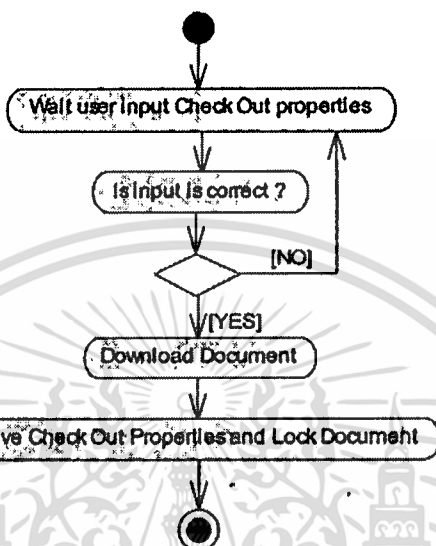 Wait user Input Check Out properties
Is Input is correct ?
[NO]
[YES]
Download Document
ve Check Out Properties and Lock Document